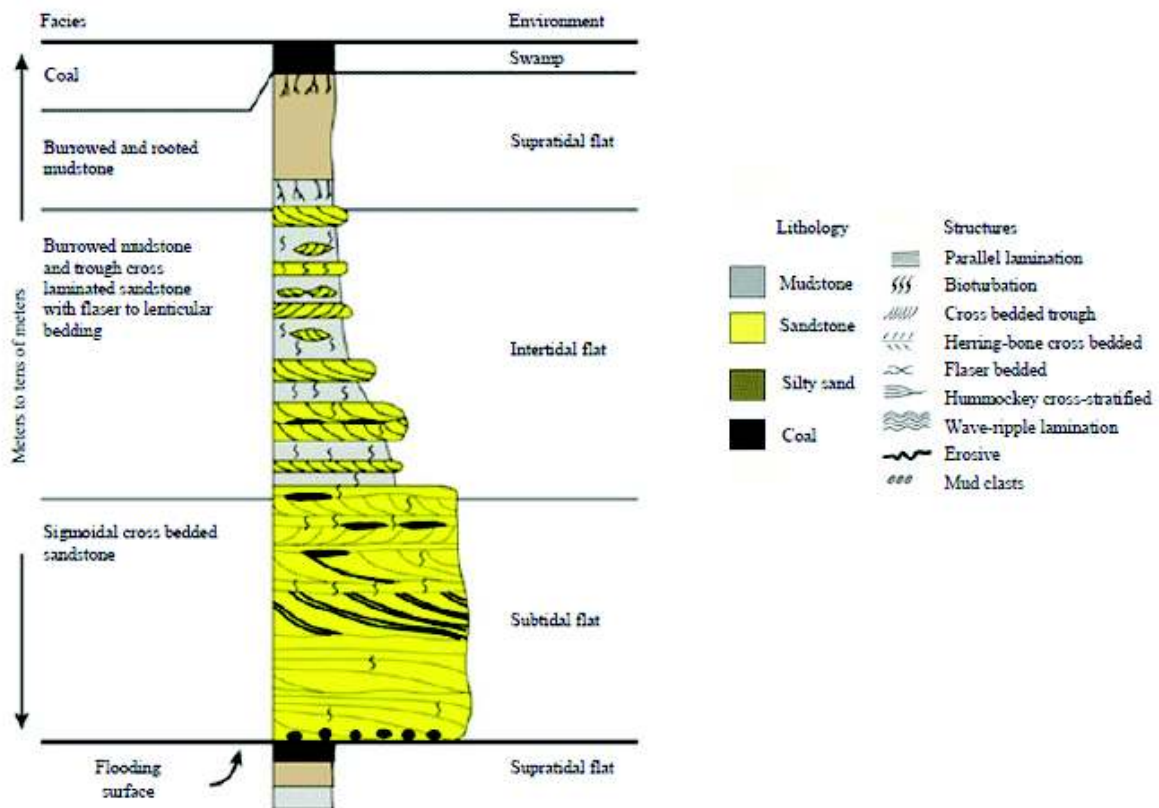 Facies
Environment
Coal
Swamp
Burrowed and rooted
mudstone
Supratidal flat
Burrowed mudstone
and trough cross
laminated sandstone
with flaser to lenticular
bedding
Intertidal flat
Meters to tens of meters
Sigmoidal cross bedded
sandstone
Subtidal flat
Flooding
surface
Supratidal flat
Lithology
Mudstone
Sandstone
Silty sand
Coal
Structures
Parallel lamination
Bioturbation
Cross bedded trough
Herring-bone cross bedded
Flaser bedded
Hummockey cross-stratified
Wave-ripple lamination
Erosive
Mud clasts